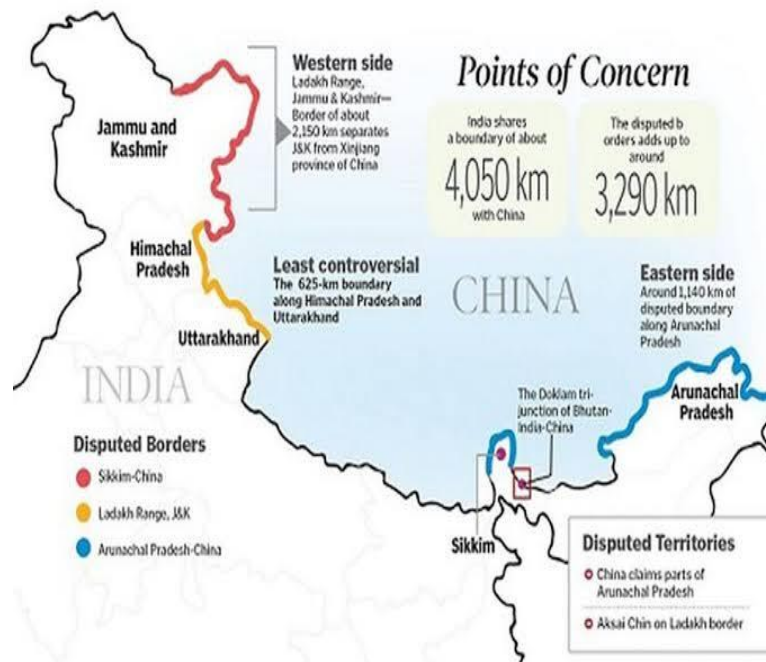 Points of Concern
Western side
Ladakh Range,
Jammu & Kashmir—
Border of about
2,150 km separates
J&K from Xinjiang
province of China
India shares
a boundary of about
4,050 km
with China
The disputed b
orders adds up to
around
3,290 km
Jammu and
Kashmir
Himachal
Pradesh
Least controversial
The 625-km boundary
along Himachal Pradesh and
Uttarakhand
Uttarakhand
CHINA
Eastern side
Around 1,140 km of
disputed boundary
along Arunachal
Pradesh
INDIA
The Doklam tri-
junction of Bhutan-
India-China
Arunachal
Pradesh
Disputed Borders
Sikkim-China
Ladakh Range, J&K
Arunachal Pradesh-China
Sikkim
Disputed Territories
China claims parts of
Arunachal Pradesh
Aksai Chin on Ladakh border